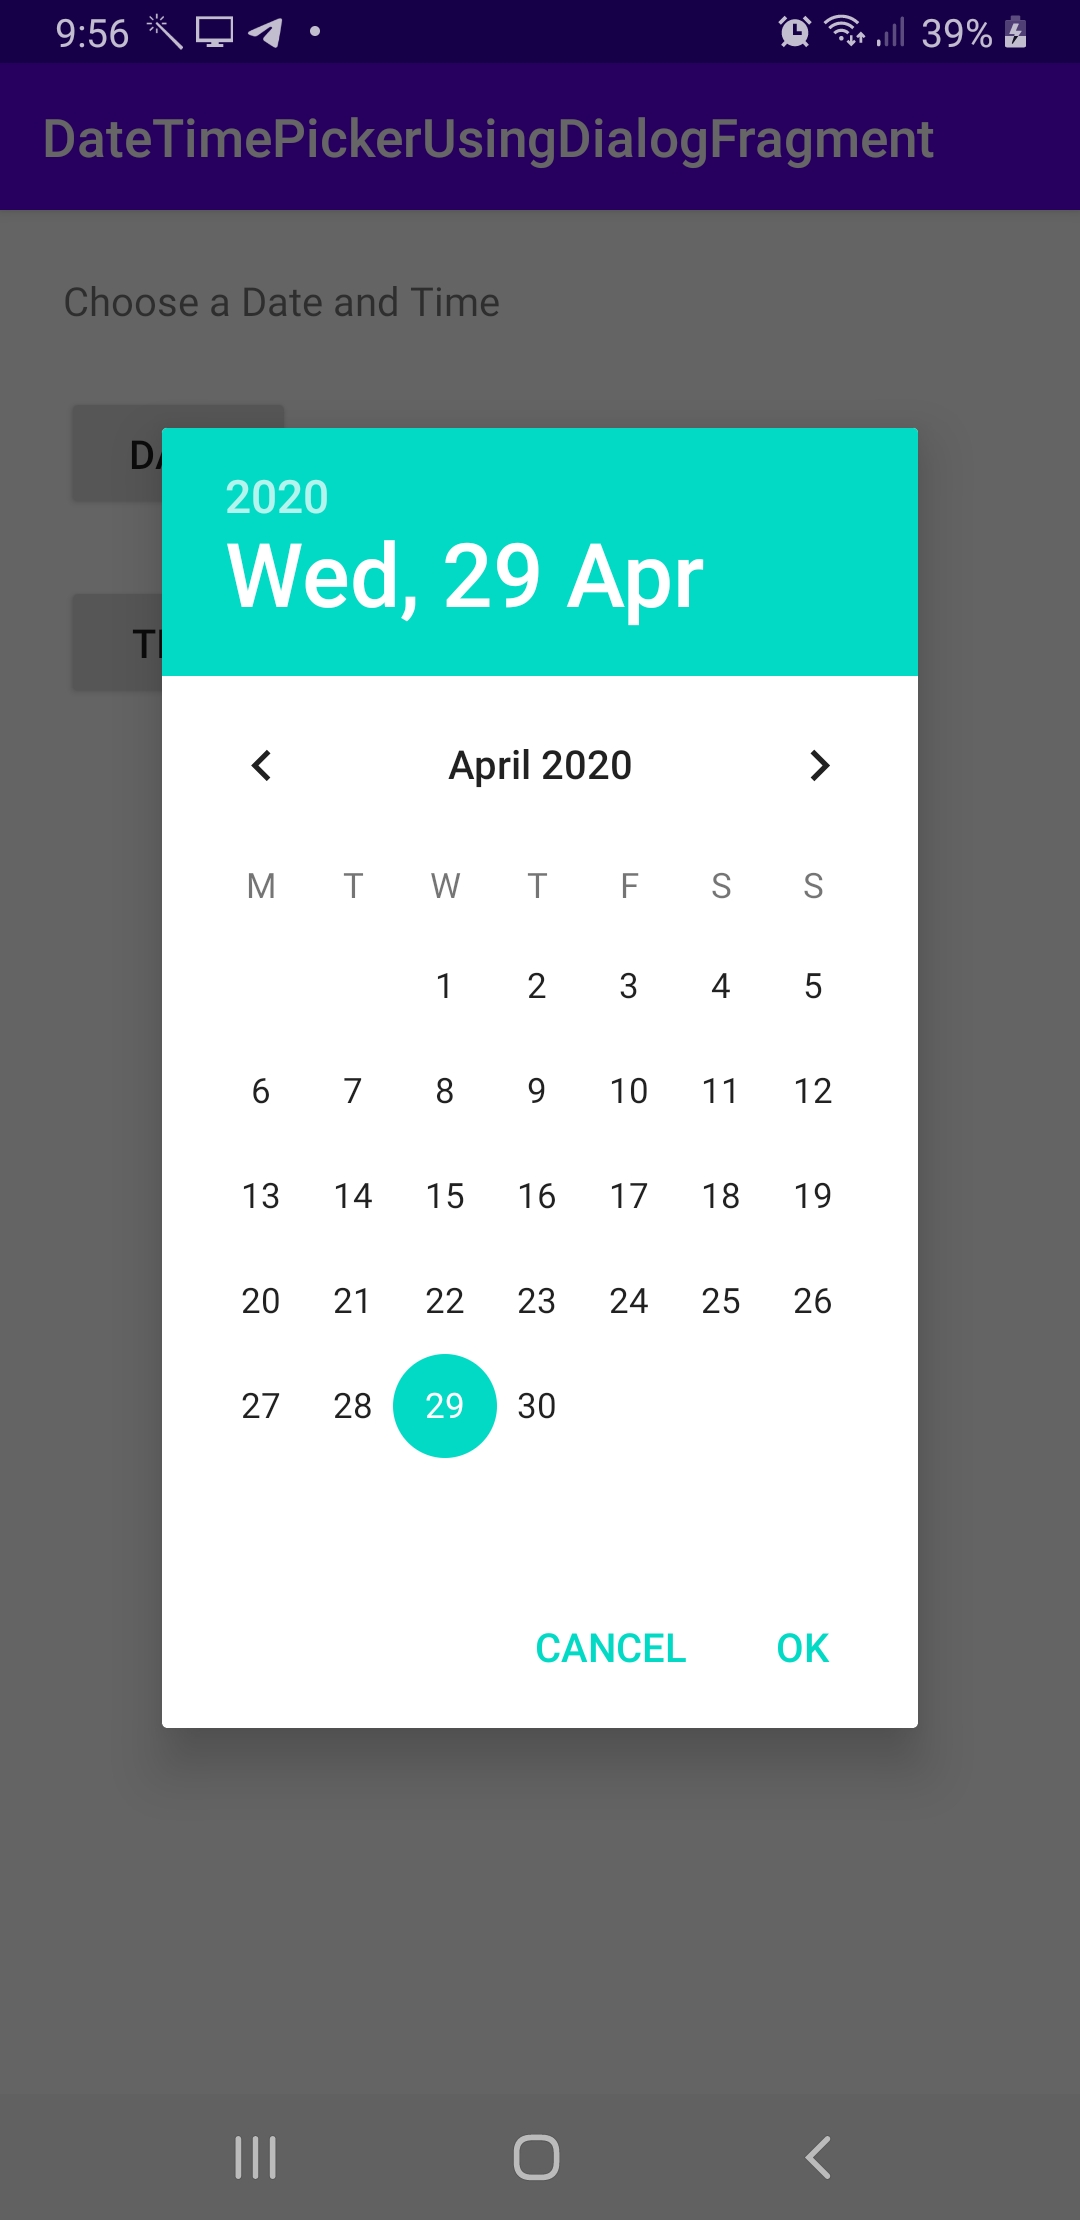 9:56 39%
DateTimePickerUsingDialogFragment
Choose a Date and Time
2020
Wed, 29 Apr
April 2020
M T W T F S S
1 2 3 4 5
6 7 8 9 10 11 12
13 14 15 16 17 18 19
20 21 22 23 24 25 26
27 28 29 30
CANCEL OK